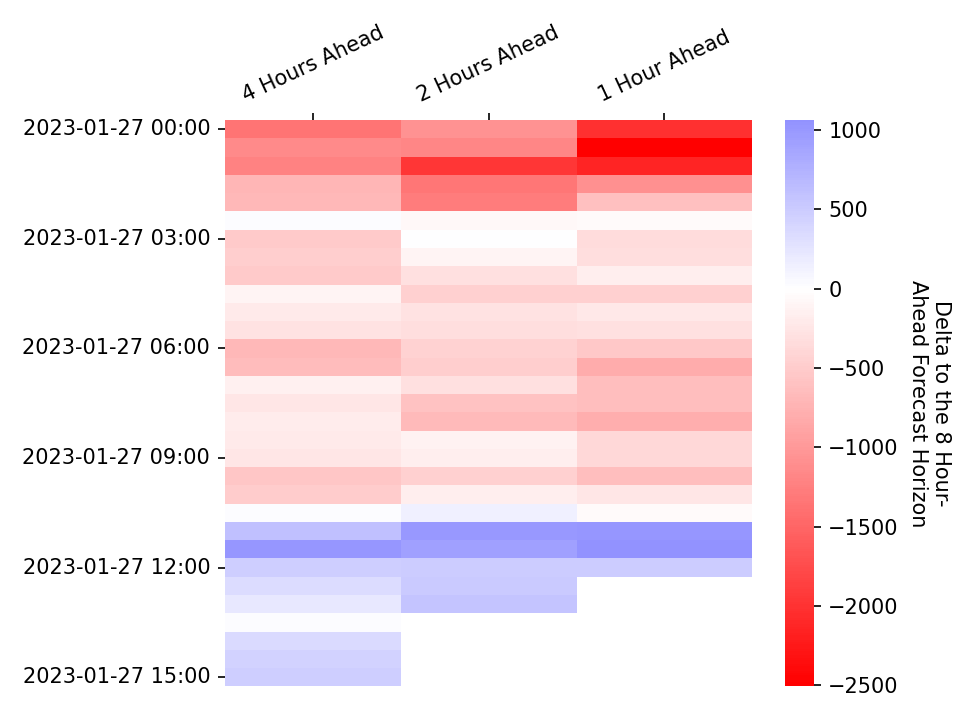 4 Hours Ahead
2 Hours Ahead
1 Hour Ahead
2023-01-27 00:00
2023-01-27 03:00
2023-01-27 06:00
2023-01-27 09:00
2023-01-27 12:00
2023-01-27 15:00
1000
500
0
−500
−1000
−1500
−2000
−2500
Delta to the 8 Hour-
Ahead Forecast Horizon